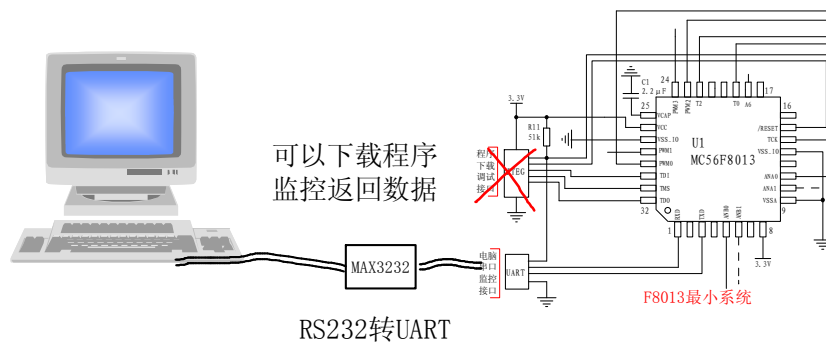 可以下载程序
监控返回数据
MAX3232
RS232转UART
3.3V
R11
51k
C1
2.2μF
程序
下载
调试
接口
电脑
串口
监控
接口
UART
24
17
25
16
32
9
1
8
PWM3
PWM2
T2
T0
A6
VCAP
VCC
VSS_IO
PWM1
PWM0
TDI
TMS
TDO
U1
MC56F8013
/RESET
TCK
VSS_IO
ANA0
ANA1
VSSA
RXD
TXD
ANB0
ANB1
3.3V
F8013最小系统